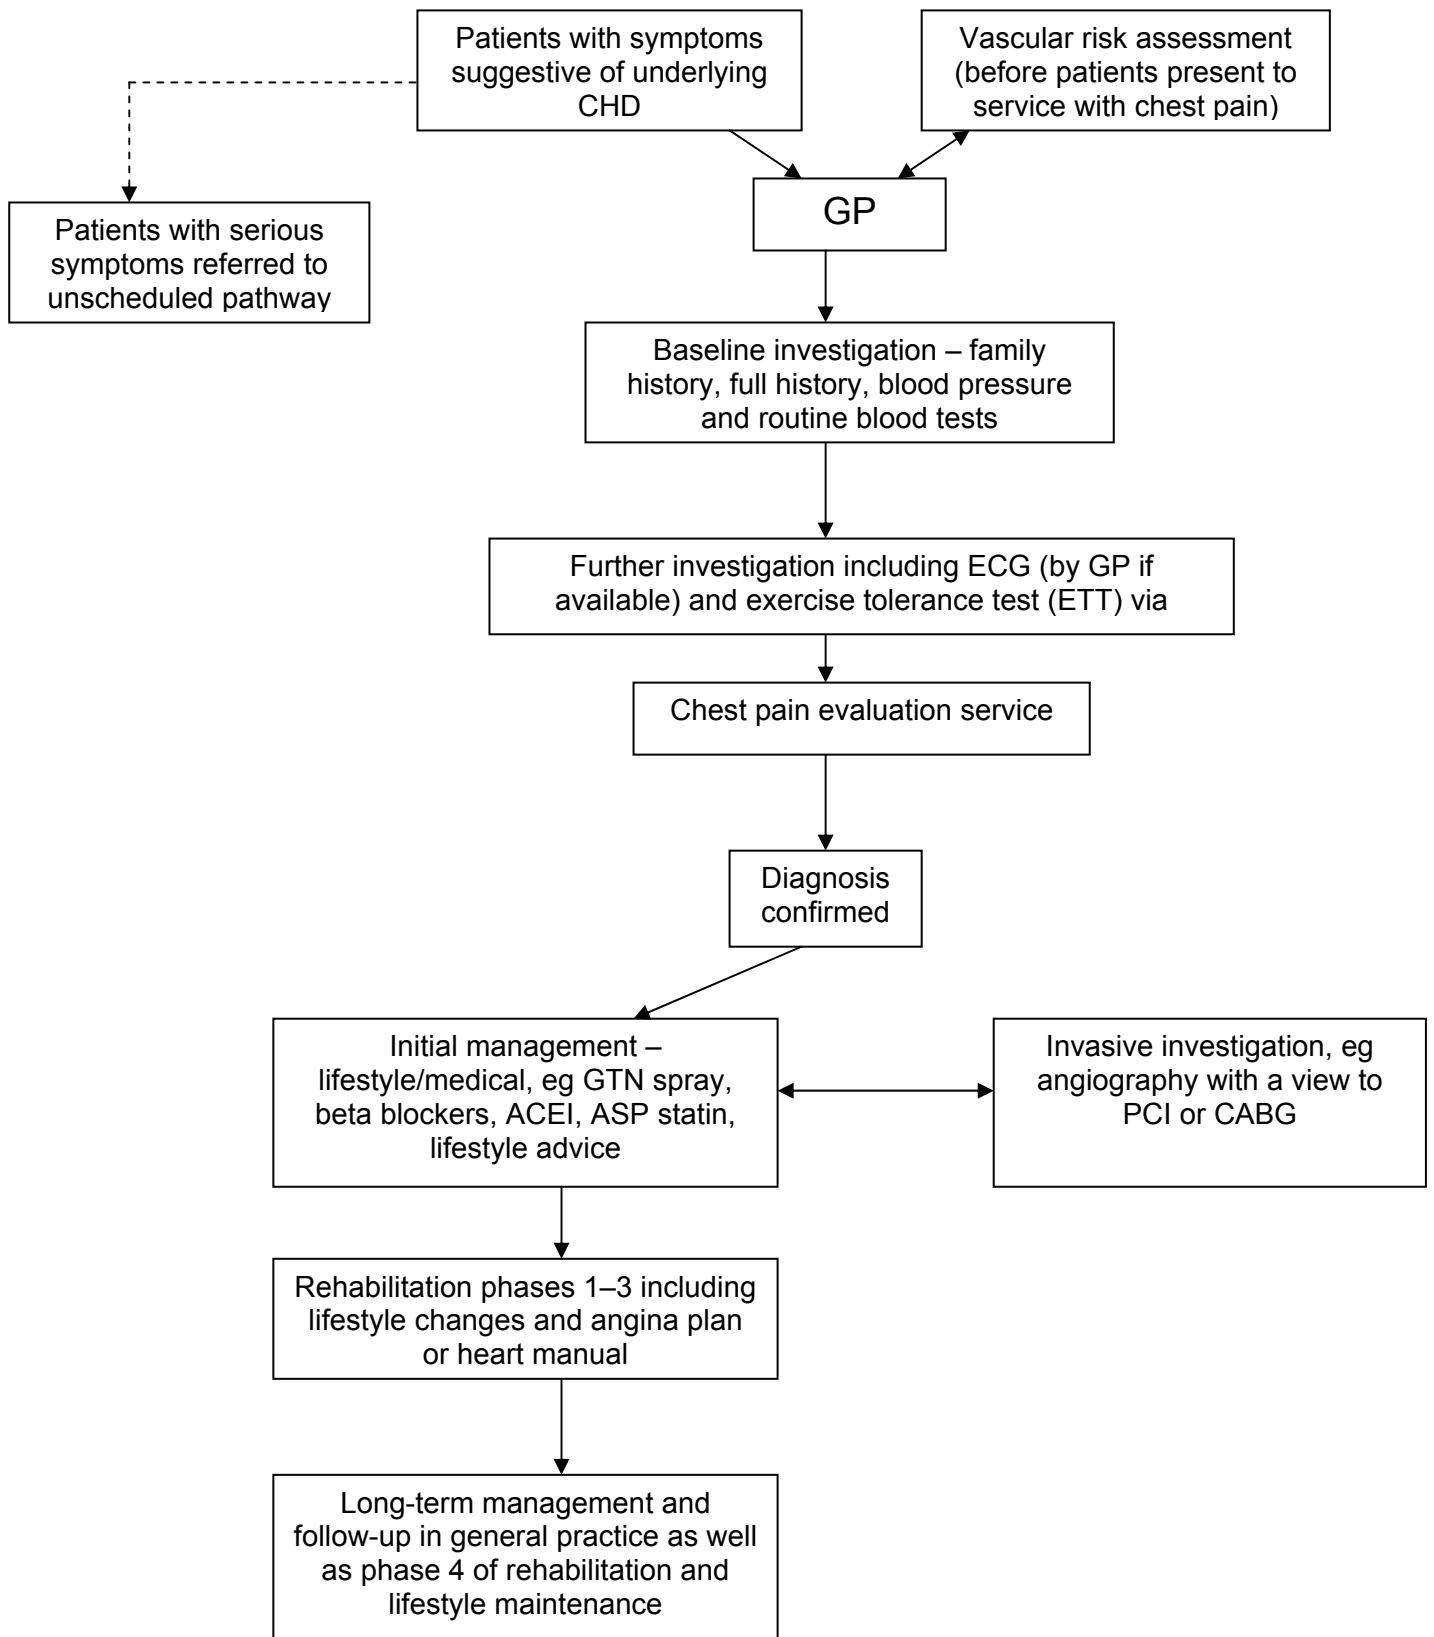 Patients with symptoms
suggestive of underlying
CHD
Vascular risk assessment
(before patients present to
service with chest pain)
GP
Patients with serious
symptoms referred to
unscheduled pathway
Baseline investigation – family
history, full history, blood pressure
and routine blood tests
Further investigation including ECG (by GP if
available) and exercise tolerance test (ETT) via
Chest pain evaluation service
Diagnosis
confirmed
Initial management –
lifestyle/medical, eg GTN spray,
beta blockers, ACEI, ASP statin,
lifestyle advice
Invasive investigation, eg
angiography with a view to
PCI or CABG
Rehabilitation phases 1–3 including
lifestyle changes and angina plan
or heart manual
Long-term management and
follow-up in general practice as well
as phase 4 of rehabilitation and
lifestyle maintenance